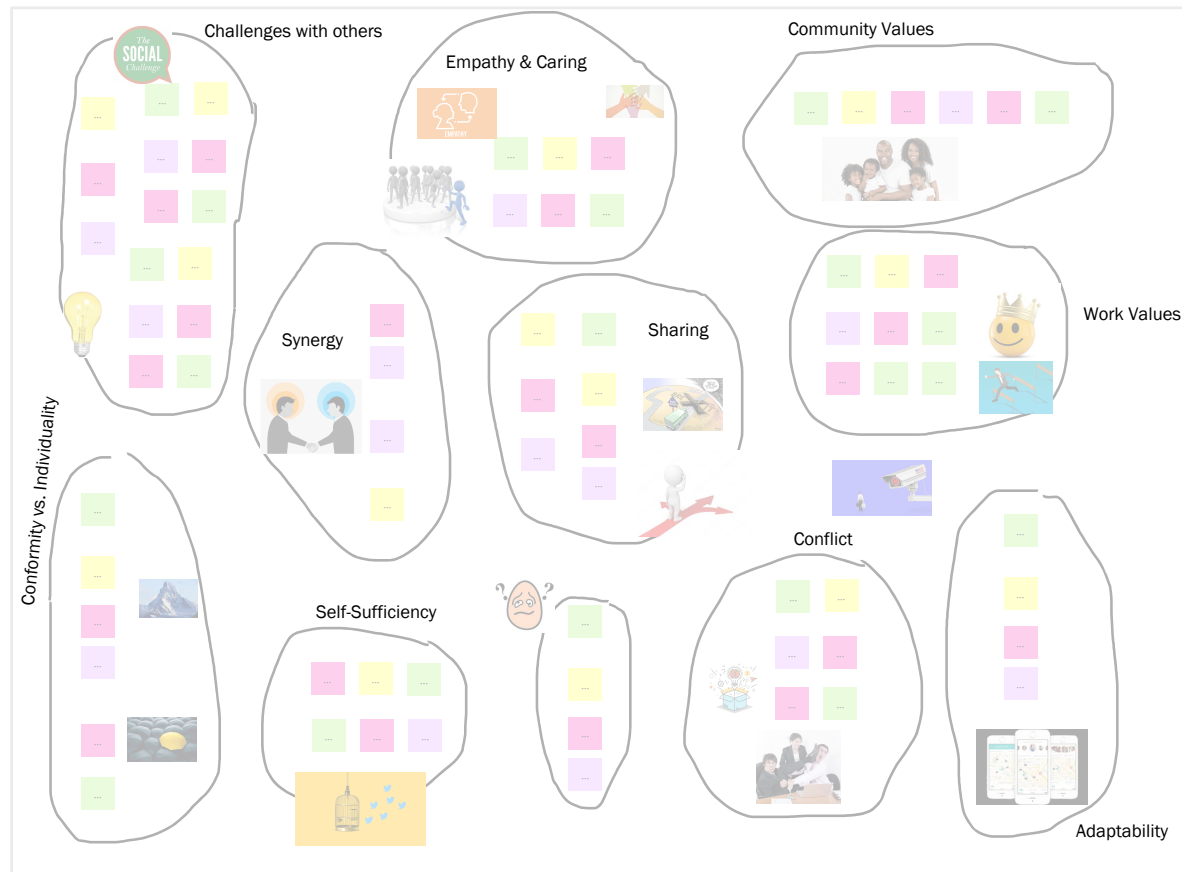 Challenges with others
The
SOCIAL
Challenge
Empathy & Caring
EMPATHY
Community Values
Synergy
Sharing
Work Values
Conformity vs. Individuality
Self-Sufficiency
? ?
Conflict
Adaptability